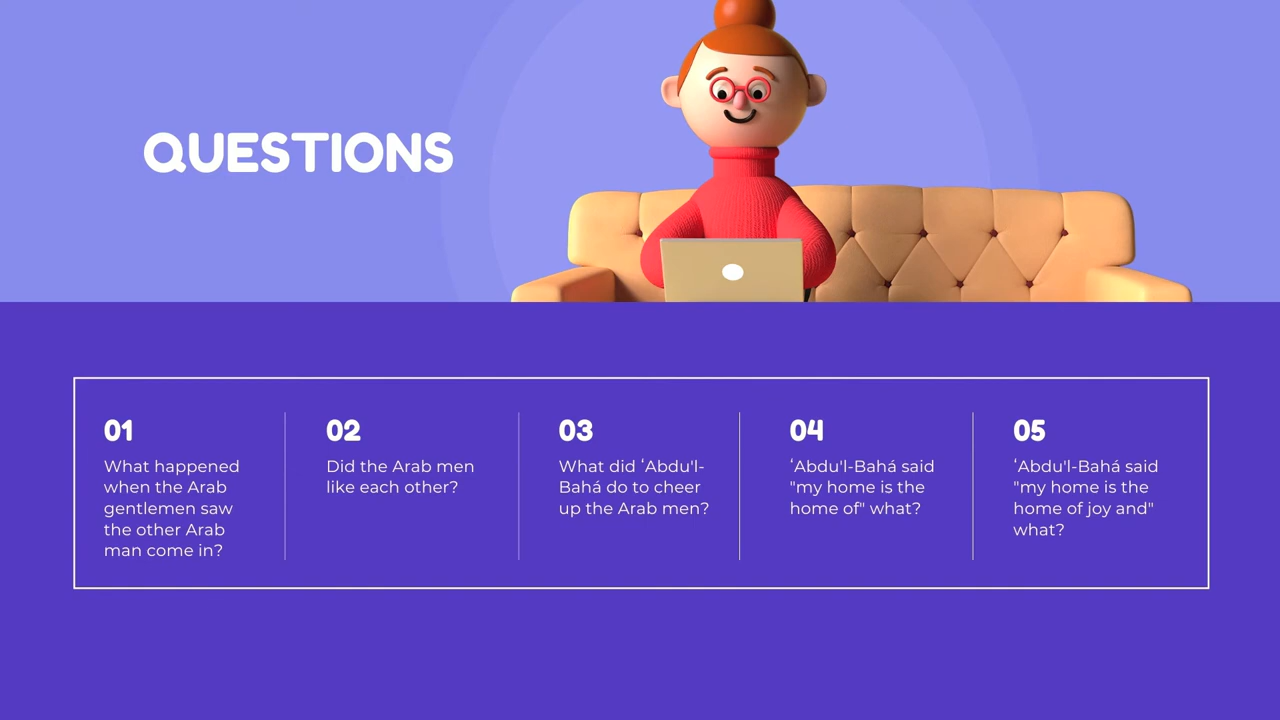 QUESTIONS
01
What happened
when the Arab
gentlemen saw
the other Arab
man come in?
02
Did the Arab men
like each other?
03
What did ʻAbdu'l-
Bahá do to cheer
up the Arab men?
04
ʻAbdu'l-Bahá said
"my home is the
home of" what?
05
ʻAbdu'l-Bahá said
"my home is the
home of joy and"
what?